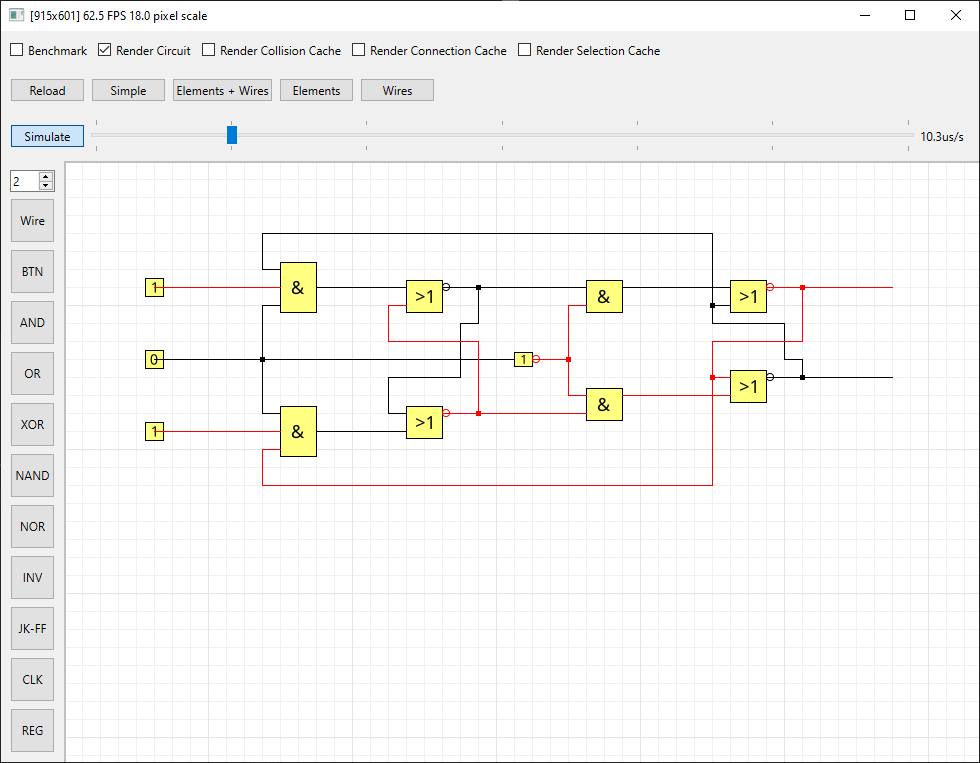 [915x601] 62.5 FPS 18.0 pixel scale
Benchmark Render Circuit Render Collision Cache Render Connection Cache Render Selection Cache
Reload Simple Elements + Wires Elements Wires
Simulate 10.3us/s
2
Wire
BTN
AND
OR
XOR
NAND
NOR
INV
JK-FF
CLK
REG
1 & >1 & >1
0 1
>1
&
1 & >1